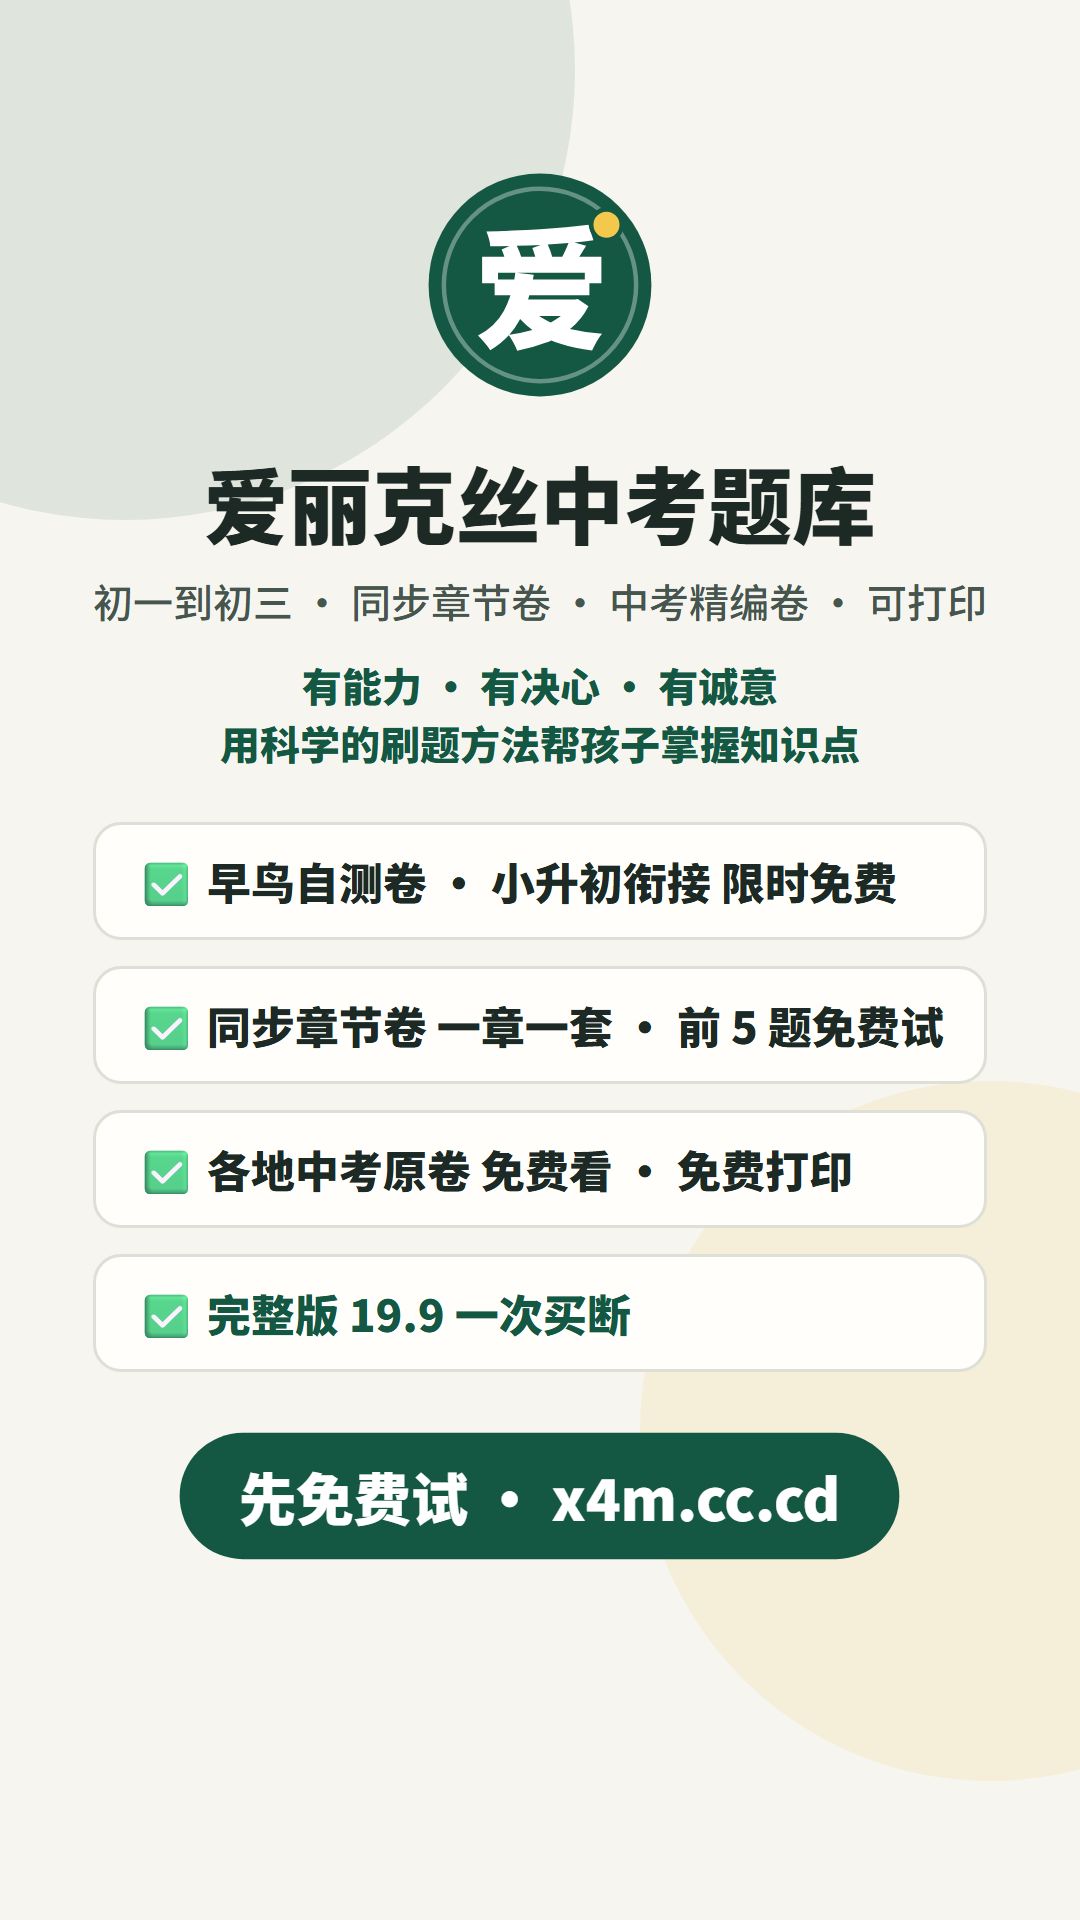 爱
爱丽克丝中考题库
初一到初三 · 同步章节卷 · 中考精编卷 · 可打印
有能力 · 有决心 · 有诚意
用科学的刷题方法帮孩子掌握知识点
✅ 早鸟自测卷 · 小升初衔接 限时免费
✅ 同步章节卷 一章一套 · 前 5 题免费试
✅ 各地中考原卷 免费看 · 免费打印
✅ 完整版 19.9 一次买断
先免费试 · x4m.cc.cd